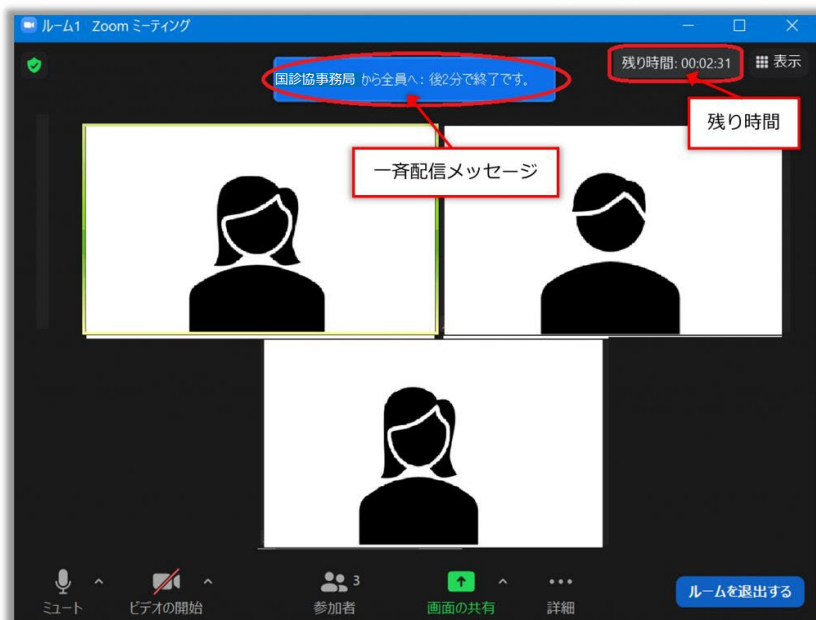 ルーム1 Zoom ミーティング
国診協事務局 から全員へ: 後2分で終了です。
残り時間: 00:02:31
表示
残り時間
一斉配信メッセージ
ミュート
ビデオの開始
3
参加者
画面の共有
詳細
ルームを退出する